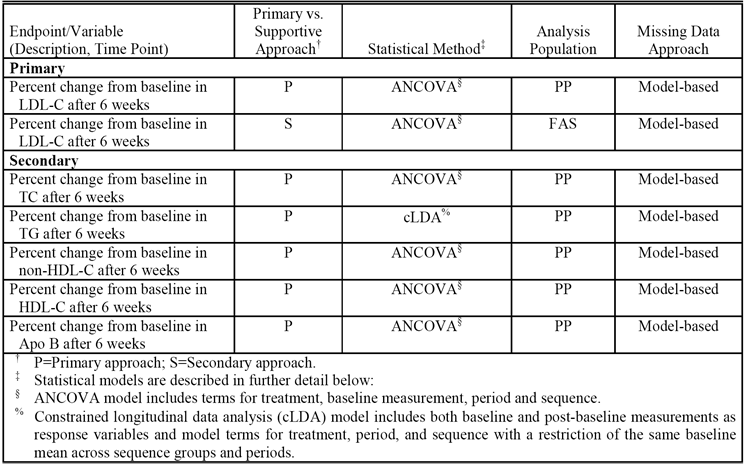 Endpoint/Variable
(Description, Time Point)
Primary vs.
Supportive
Approach†
Statistical Method‡
Analysis
Population
Missing Data
Approach
Primary
Percent change from baseline in
LDL-C after 6 weeks
P
ANCOVA§
PP
Model-based
Percent change from baseline in
LDL-C after 6 weeks
S
ANCOVA§
FAS
Model-based
Secondary
Percent change from baseline in
TC after 6 weeks
P
ANCOVA§
PP
Model-based
Percent change from baseline in
TG after 6 weeks
P
cLDA%
PP
Model-based
Percent change from baseline in
non-HDL-C after 6 weeks
P
ANCOVA§
PP
Model-based
Percent change from baseline in
HDL-C after 6 weeks
P
ANCOVA§
PP
Model-based
Percent change from baseline in
Apo B after 6 weeks
P
ANCOVA§
PP
Model-based
† P=Primary approach; S=Secondary approach.
‡ Statistical models are described in further detail below:
§ ANCOVA model includes terms for treatment, baseline measurement, period and sequence.
% Constrained longitudinal data analysis (cLDA) model includes both baseline and post-baseline measurements as
response variables and model terms for treatment, period, and sequence with a restriction of the same baseline
mean across sequence groups and periods.